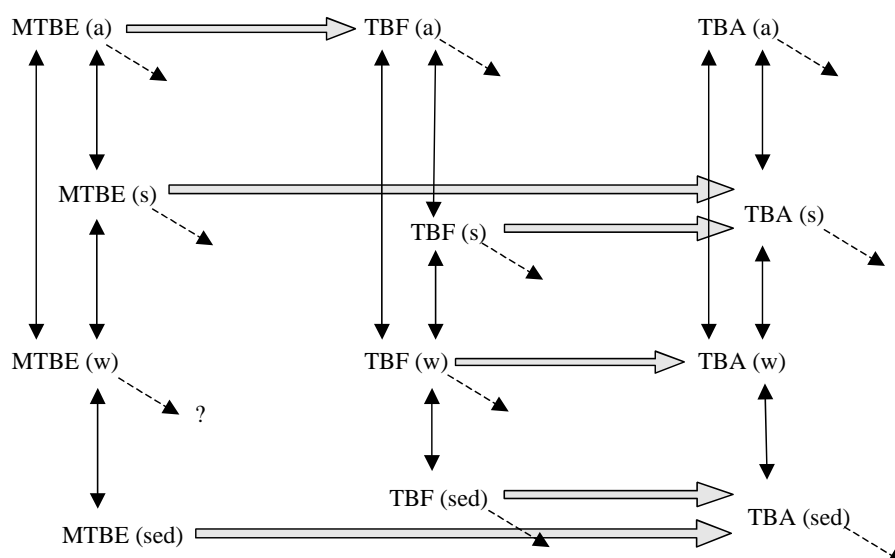 MTBE (a) TBF (a) TBA (a)
MTBE (s)
TBA (s)
TBF (s)
MTBE (w) TBF (w) TBA (w)
?
TBF (sed)
TBA (sed)
MTBE (sed)